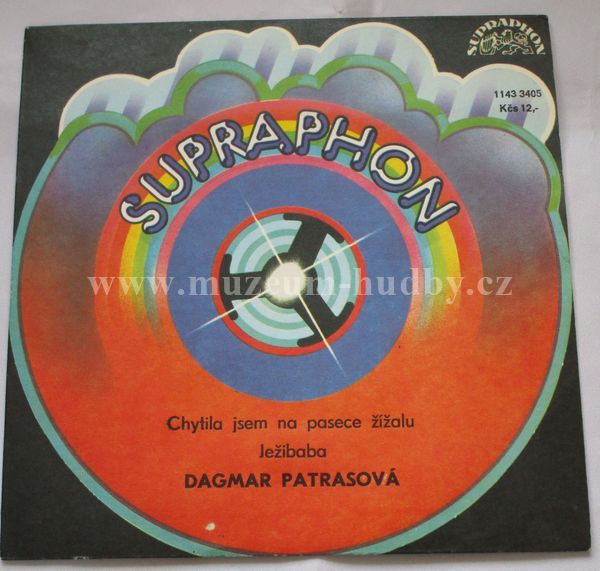 SUPRAPHON
1143 3405
Kčs 12,-
SUPRAPHON
www.muzeum-hudby.cz
Chytila jsem na pasece žížalu
Ježibaba
DAGMAR PATRASOVÁ